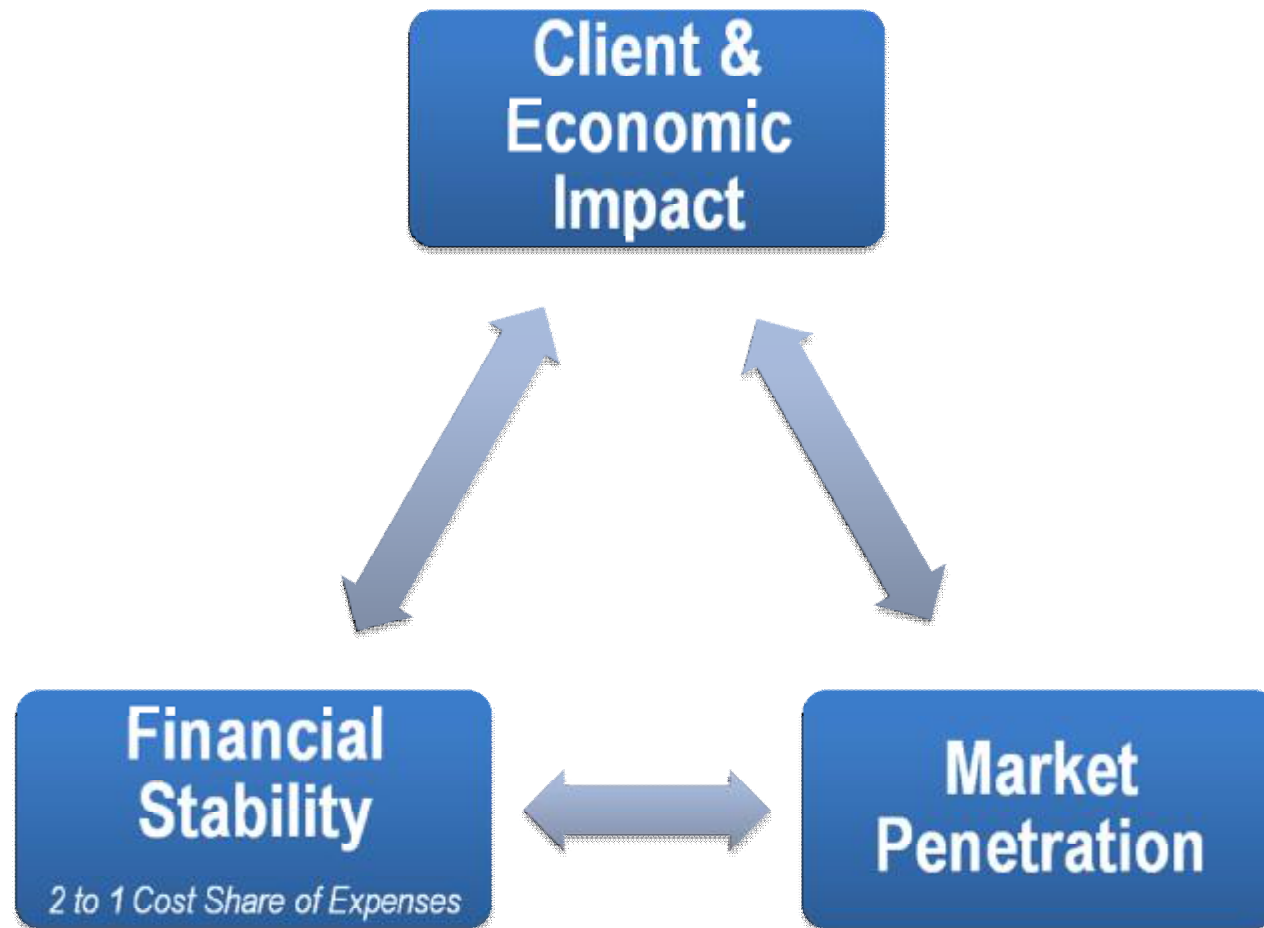 Client &
Economic
Impact
Financial
Stability
2 to 1 Cost Share of Expenses
Market
Penetration